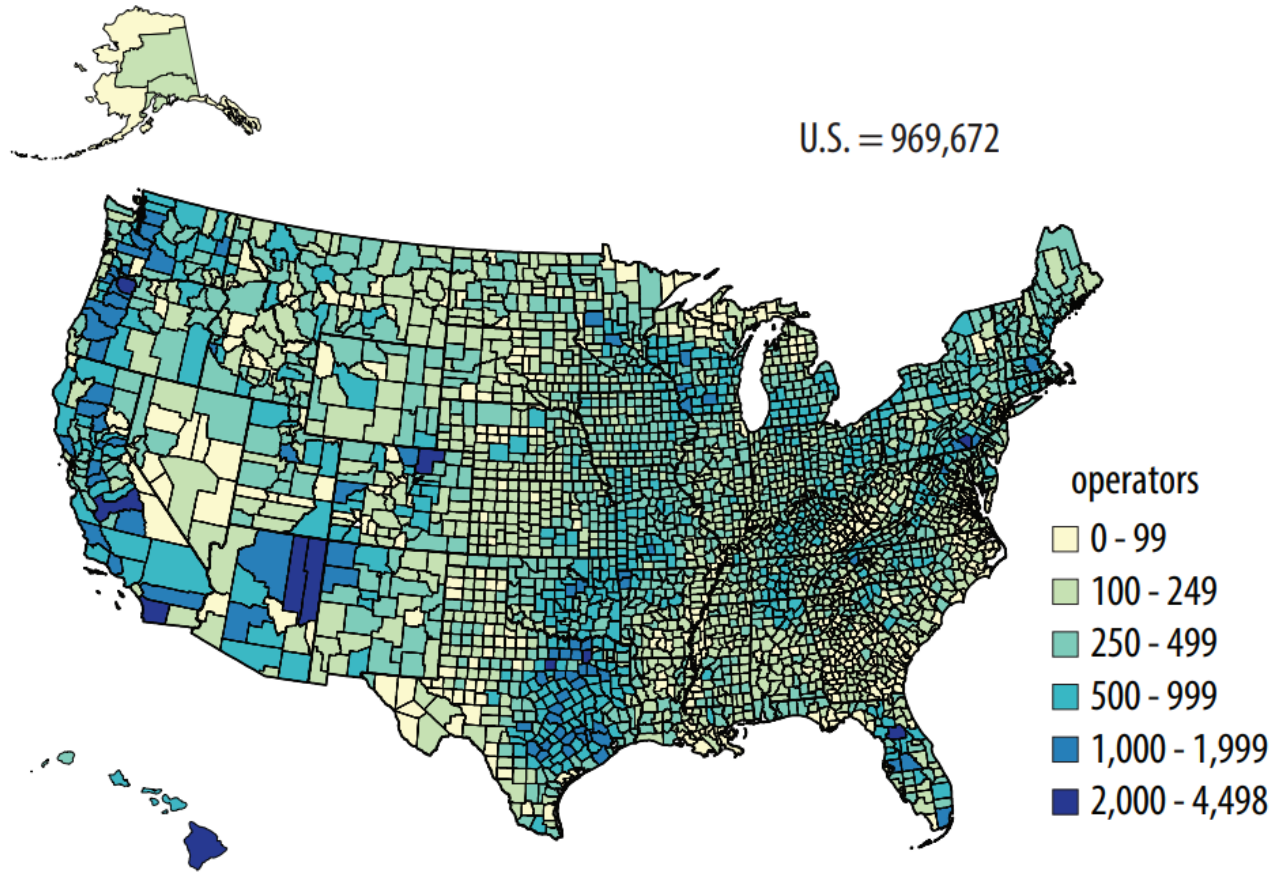 U.S. = 969,672
operators
0 - 99
100 - 249
250 - 499
500 - 999
1,000 - 1,999
2,000 - 4,498